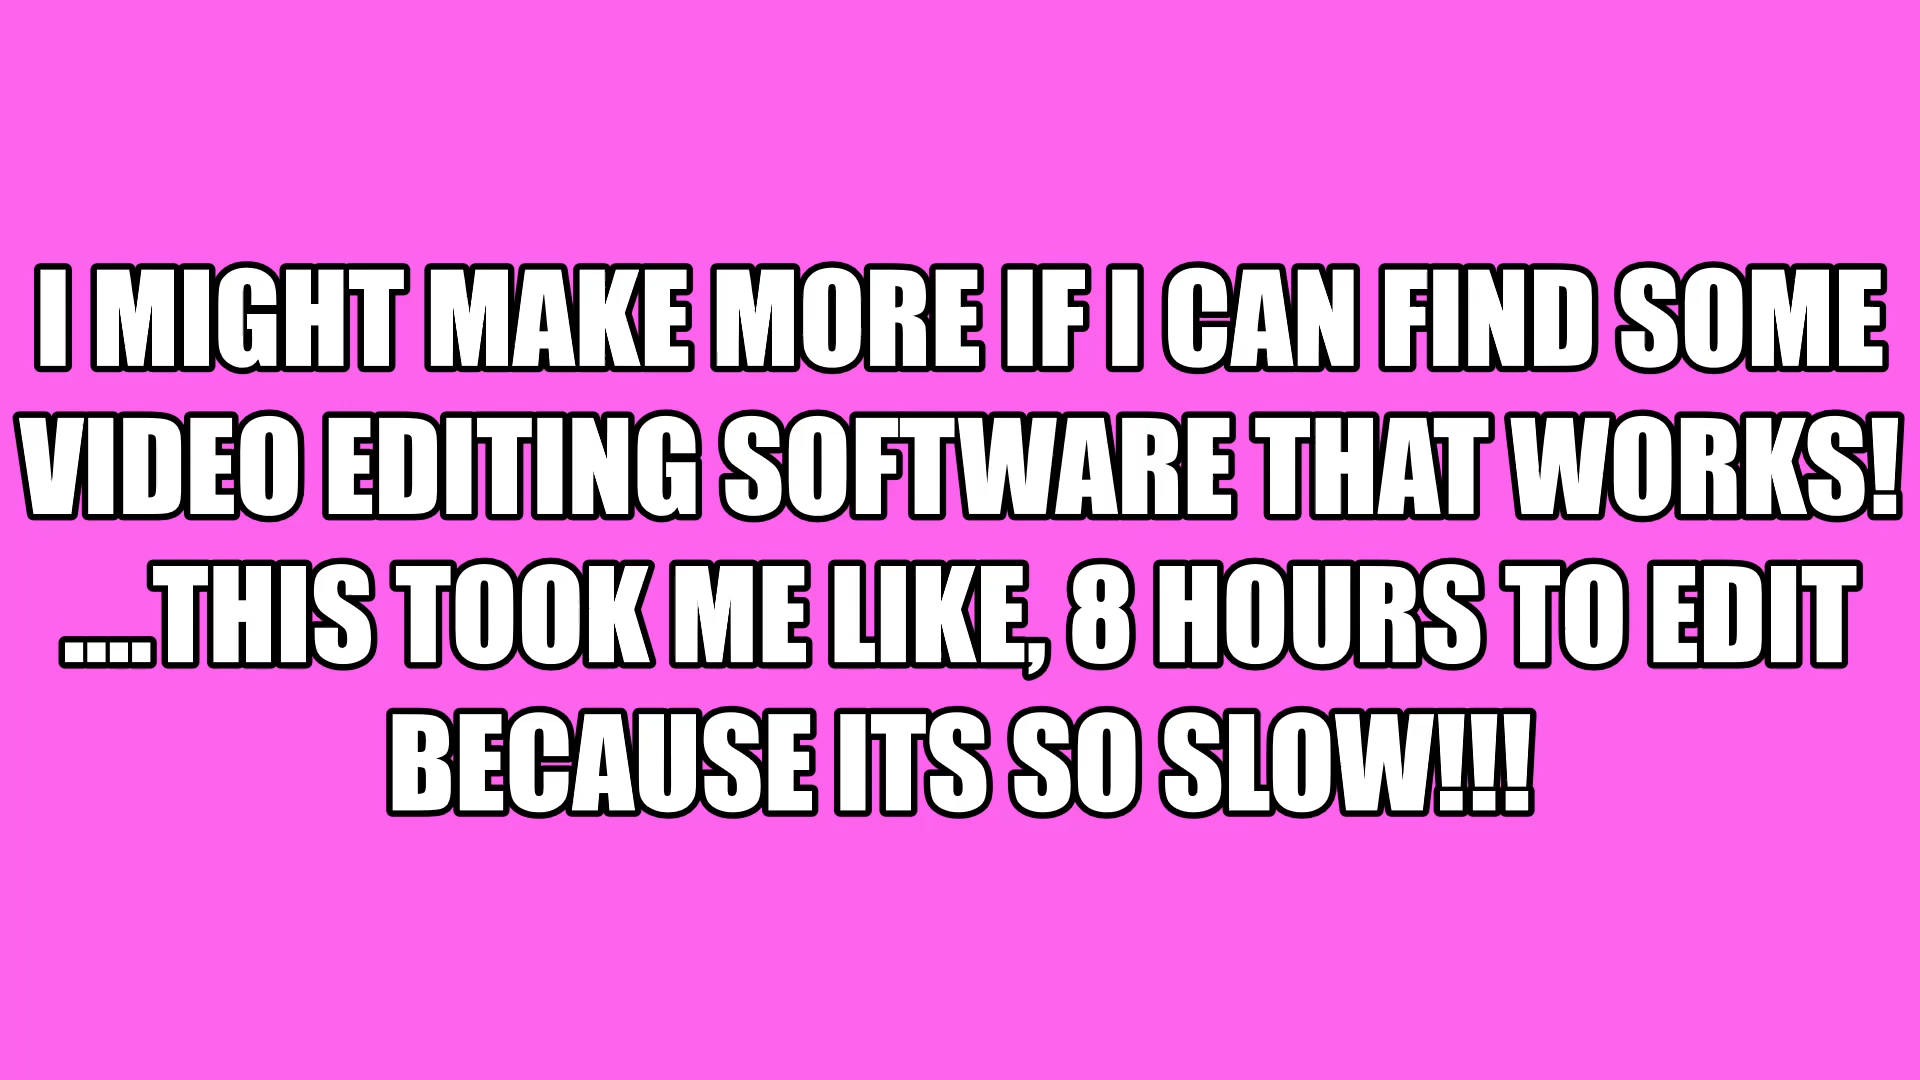 I MIGHT MAKE MORE IF I CAN FIND SOME
VIDEO EDITING SOFTWARE THAT WORKS!
....THIS TOOK ME LIKE, 8 HOURS TO EDIT
BECAUSE ITS SO SLOW!!!